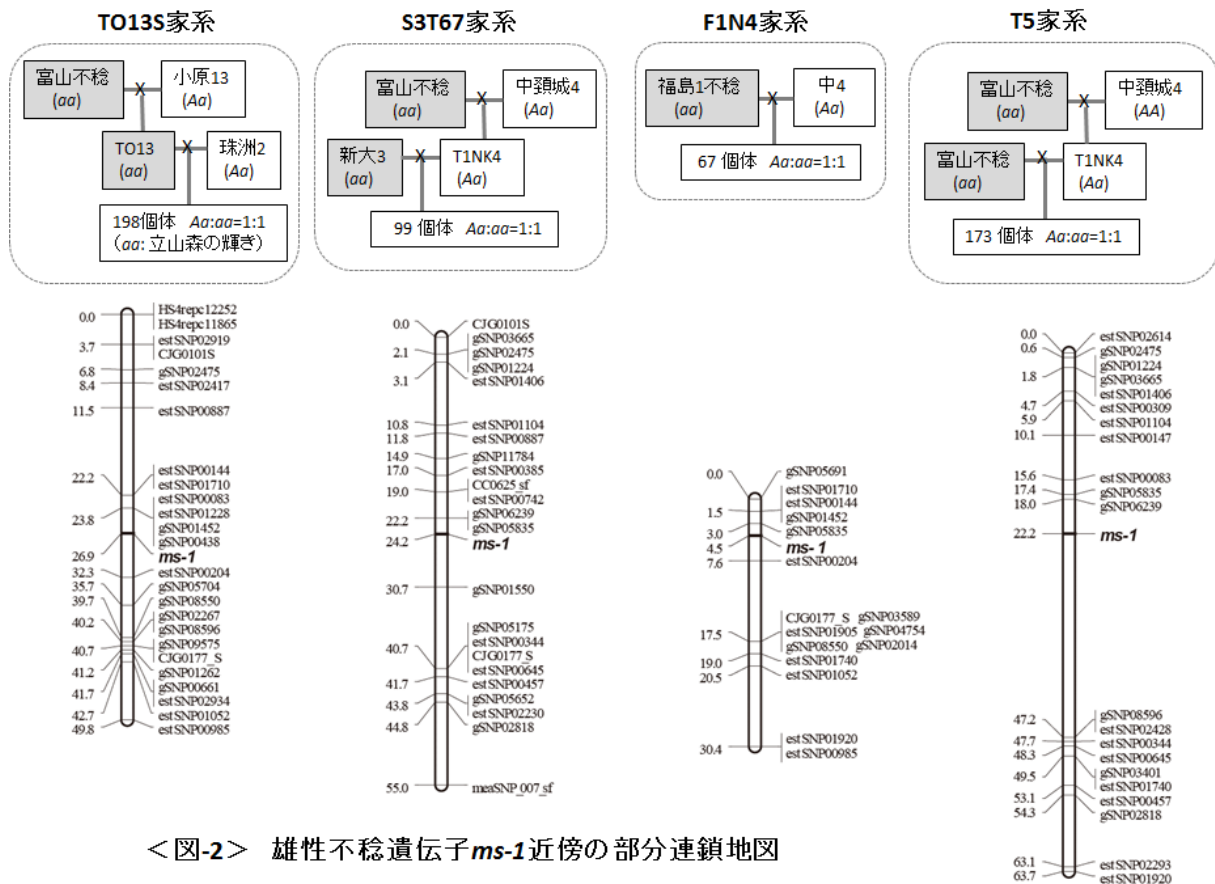 TO13S家系
富山不稔
(aa)
X
小原13
(Aa)
TO13
(aa)
X
珠洲2
(Aa)
198個体 Aa:aa=1:1
(aa: 立山森の輝き)
S3T67家系
富山不稔
(aa)
X
中頚城4
(Aa)
新大3
(aa)
X
T1NK4
(Aa)
99 個体 Aa:aa=1:1
F1N4家系
福島1不稔
(aa)
X
中4
(Aa)
67 個体 Aa:aa=1:1
T5家系
富山不稔
(aa)
X
中頚城4
(AA)
富山不稔
(aa)
X
T1NK4
(Aa)
173 個体 Aa:aa=1:1
0.0
3.7
6.8
8.4
11.5
22.2
23.8
26.9
32.3
35.7
39.7
40.2
40.7
41.2
41.7
42.7
49.8
HS4repc12252
HS4repc11865
estSNP02919
CJG0101S
gSNP02475
estSNP02417
estSNP00887
estSNP00144
estSNP01710
estSNP00083
estSNP01228
gSNP01452
gSNP00438
ms-1
estSNP00204
gSNP05704
gSNP08550
gSNP02267
gSNP08596
gSNP09575
CJG0177_S
gSNP01262
gSNP00661
estSNP02934
estSNP01052
estSNP00985
0.0
2.1
3.1
10.8
11.8
14.9
17.0
19.0
22.2
24.2
30.7
40.7
41.7
43.8
44.8
55.0
CJG0101S
gSNP03665
gSNP02475
gSNP01224
estSNP01406
estSNP01104
estSNP00887
gSNP11784
estSNP00385
CC0625_sf
estSNP00742
gSNP06239
gSNP05835
ms-1
gSNP01550
gSNP05175
estSNP00344
CJG0177_S
estSNP00645
estSNP00457
gSNP05652
estSNP02230
gSNP02818
meaSNP_007_sf
0.0
1.5
3.0
4.5
7.6
17.5
19.0
20.5
30.4
gSNP05691
estSNP01710
estSNP00144
gSNP01452
gSNP05835
ms-1
estSNP00204
CJG0177_S gSNP03589
estSNP01905 gSNP04754
gSNP08550 gSNP02014
estSNP01740
estSNP01052
estSNP01920
estSNP00985
0.0
0.6
1.8
4.7
5.9
10.1
15.6
17.4
18.0
22.2
47.2
47.7
48.3
49.5
53.1
54.3
63.1
63.7
estSNP02614
gSNP02475
gSNP01224
gSNP03665
estSNP01406
estSNP00309
estSNP01104
estSNP00147
estSNP00083
gSNP05835
gSNP06239
ms-1
gSNP08596
estSNP02428
estSNP00344
estSNP00645
gSNP03401
estSNP01740
estSNP00457
gSNP02818
estSNP02293
estSNP01920
＜図-2＞ 雄性不稔遺伝子ms-1近傍の部分連鎖地図